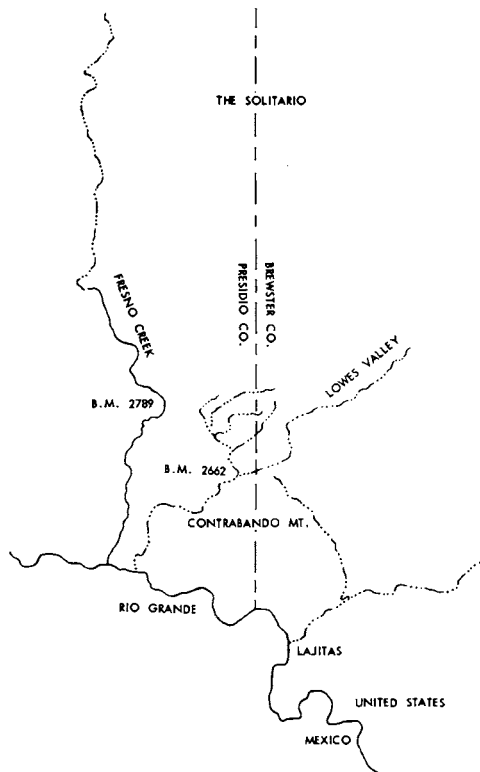 THE SOLITARIO
FRESNO CREEK
PRESIDIO CO.
BREWSTER CO.
LOWES VALLEY
B.M. 2789
B.M. 2662
CONTRABANDO MT.
RIO GRANDE
LAJITAS
UNITED STATES
MEXICO